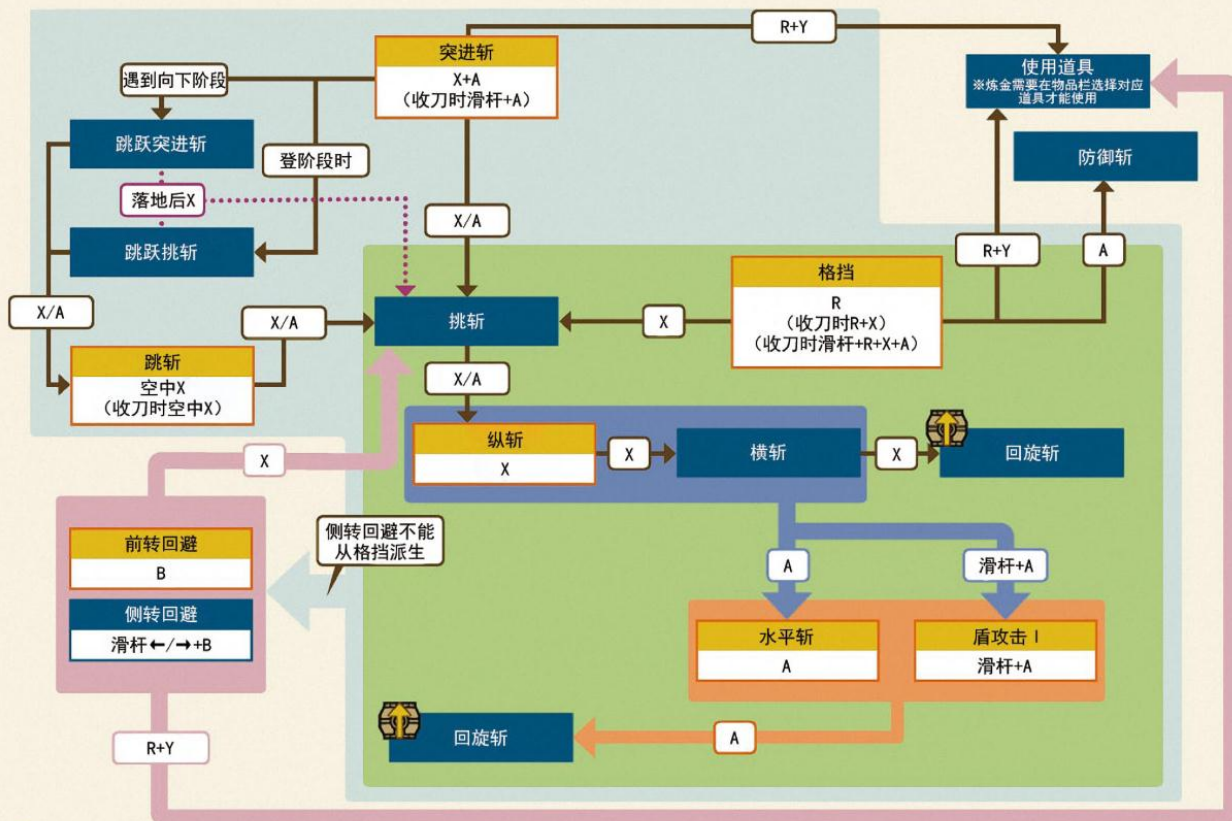 R+Y
突进斩
X+A
(收刀时滑杆+A)
使用道具
※炼金需要在物品栏选择对应
道具才能使用
遇到向下阶段
跳跃突进斩
登阶段时
防御斩
落地后X
X/A
跳跃挑斩
R+Y
A
格挡
R
(收刀时R+X)
(收刀时滑杆+R+X+A)
X/A
X/A
挑斩
X
跳斩
空中X
(收刀时空中X)
X/A
纵斩
X
X
横斩
X
回旋斩
X
侧转回避不能
从格挡派生
前转回避
B
A
滑杆+A
侧转回避
滑杆←/→+B
水平斩
A
盾攻击 I
滑杆+A
回旋斩
A
R+Y